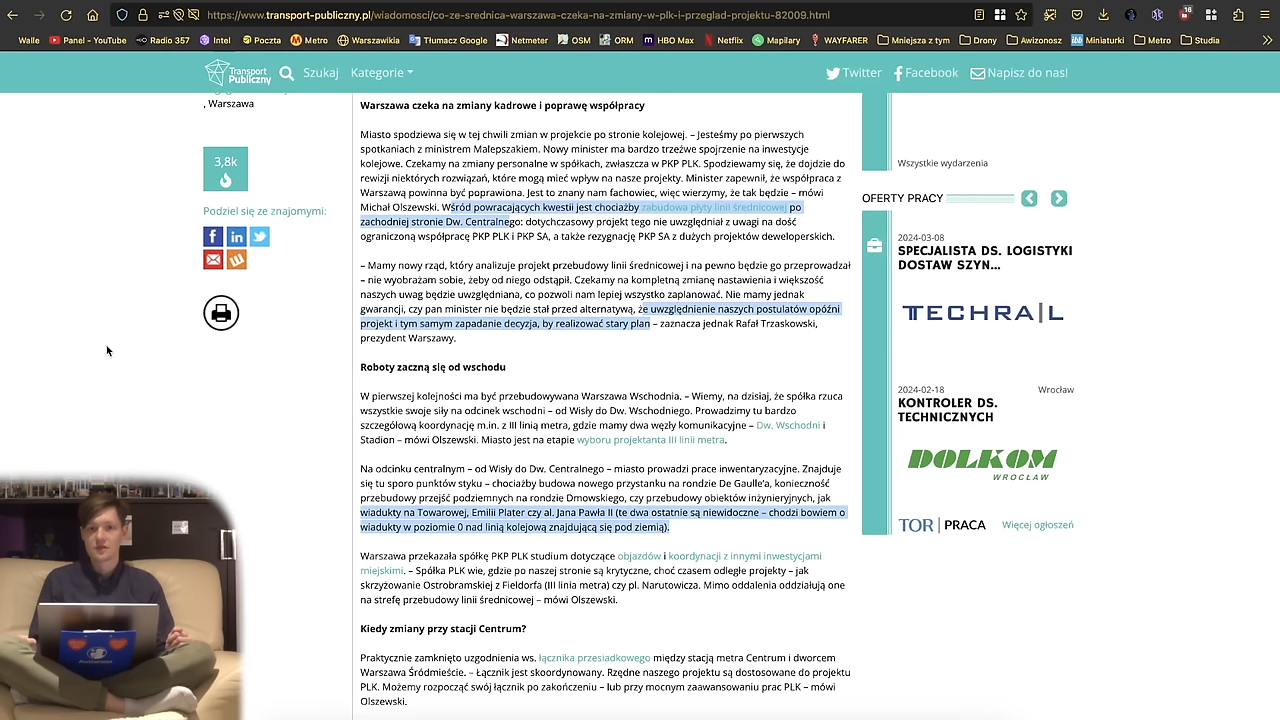 https://www.transport-publiczny.pl/wiadomosci/co-ze-srednica-warszawa-czeka-na-zmiany-w-plk-i-przeglad-projektu-82009.html
16
Walle Panel - YouTube Radio 357 Intel Poczta Metro Warszawikia Tłumacz Google Netmeter OSM ORM HBO Max Netflix Mapilary WAYFARER Mniejsza z tym Drony Awizonosz Miniaturki Metro Studia
Transport Publiczny Szukaj Kategorie Twitter Facebook Napisz do nas!
, Warszawa
3,8k
Podziel się ze znajomymi:
Warszawa czeka na zmiany kadrowe i poprawę współpracy
Miasto spodziewa się w tej chwili zmian w projekcie po stronie kolejowej. – Jesteśmy po pierwszych
spotkaniach z ministrem Malepszakiem. Nowy minister ma bardzo trzeźwe spojrzenie na inwestycje
kolejowe. Czekamy na zmiany personalne w spółkach, zwłaszcza w PKP PLK. Spodziewamy się, że dojdzie do
rewizji niektórych rozwiązań, które mogą mieć wpływ na nasze projekty. Minister zapewnił, że współpraca z
Warszawą powinna być poprawiona. Jest to znany nam fachowiec, więc wierzymy, że tak będzie – mówi
Michał Olszewski. Wśród powracających kwestii jest chociażby zabudowa płyty linii średnicowej po
zachodniej stronie Dw. Centralnego: dotychczasowy projekt tego nie uwzględniał z uwagi na dość
ograniczoną współpracę PKP PLK i PKP SA, a także rezygnację PKP SA z dużych projektów deweloperskich.
– Mamy nowy rząd, który analizuje projekt przebudowy linii średnicowej i na pewno będzie go przeprowadzał
– nie wyobrażam sobie, żeby od niego odstąpił. Czekamy na kompletną zmianę nastawienia i większość
naszych uwag będzie uwzględniana, co pozwoli nam lepiej wszystko zaplanować. Nie mamy jednak
gwarancji, czy pan minister nie będzie stał przed alternatywą, że uwzględnienie naszych postulatów opóźni
projekt i tym samym zapadanie decyzja, by realizować stary plan – zaznacza jednak Rafał Trzaskowski,
prezydent Warszawy.
Roboty zaczną się od wschodu
W pierwszej kolejności ma być przebudowywana Warszawa Wschodnia. – Wiemy, na dzisiaj, że spółka rzuca
wszystkie swoje siły na odcinek wschodni – od Wisły do Dw. Wschodniego. Prowadzimy tu bardzo
szczegółową koordynację m.in. z III linią metra, gdzie mamy dwa węzły komunikacyjne – Dw. Wschodni i
Stadion – mówi Olszewski. Miasto jest na etapie wyboru projektanta III linii metra.
Na odcinku centralnym – od Wisły do Dw. Centralnego – miasto prowadzi prace inwentaryzacyjne. Znajduje
się tu sporo punktów styku – chociażby budowa nowego przystanku na rondzie De Gaulle'a, konieczność
przebudowy przejść podziemnych na rondzie Dmowskiego, czy przebudowy obiektów inżynieryjnych, jak
wiadukty na Towarowej, Emilii Plater czy al. Jana Pawła II (te dwa ostatnie są niewidoczne – chodzi bowiem o
wiadukty w poziomie 0 nad linią kolejową znajdującą się pod ziemią).
Warszawa przekazała spółkę PKP PLK studium dotyczące objazdów i koordynacji z innymi inwestycjami
miejskimi. – Spółka PLK wie, gdzie po naszej stronie są krytyczne, choć czasem odległe projekty – jak
skrzyżowanie Ostrobramskiej z Fieldorfa (III linia metra) czy pl. Narutowicza. Mimo oddalenia oddziałują one
na strefę przebudowy linii średnicowej – mówi Olszewski.
Kiedy zmiany przy stacji Centrum?
Praktycznie zamknięto uzgodnienia ws. łącznika przesiadkowego między stacją metra Centrum i dworcem
Warszawa Śródmieście. – Łącznik jest skoordynowany. Rzędne naszego projektu są dostosowane do projektu
PLK. Możemy rozpocząć swój łącznik po zakończeniu – lub przy mocnym zaawansowaniu prac PLK – mówi
Olszewski.
Wszystkie wydarzenia
OFERTY PRACY
2024-03-08
SPECJALISTA DS. LOGISTYKI
DOSTAW SZYN...
TECHRA|L
2024-02-18 Wrocław
KONTROLER DS.
TECHNICZNYCH
DOLKOM
WROCŁAW
TOR PRACA Więcej ogłoszeń